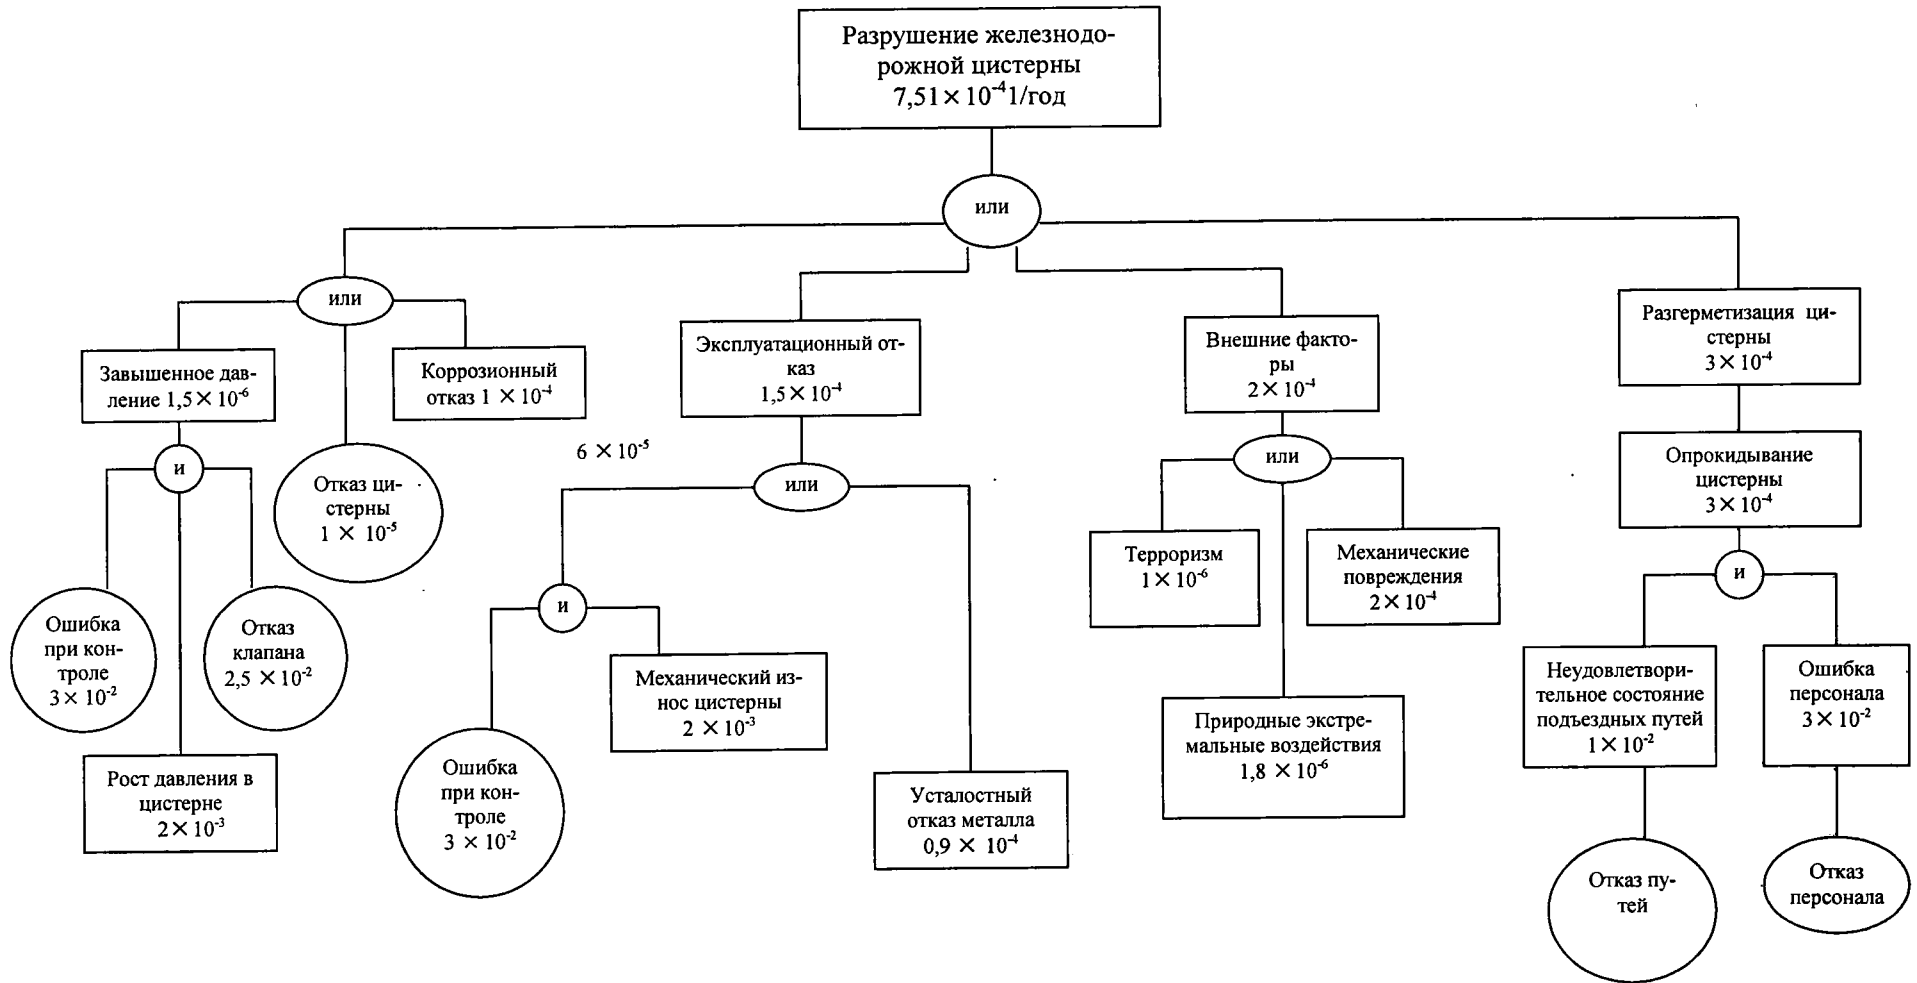 Разрушение железнодо-
рожной цистерны
7,51 × 10⁻⁴ 1/год
или
или
Завышенное дав-
ление 1,5 × 10⁻⁶
Коррозионный
отказ 1 × 10⁻⁴
Эксплуатационный от-
каз
1,5 × 10⁻⁴
Внешние факто-
ры
2 × 10⁻⁴
Разгерметизация ци-
стерны
3 × 10⁻⁴
и
Отказ ци-
стерны
1 × 10⁻⁵
6 × 10⁻⁵
или
или
Опрокидывание
цистерны
3 × 10⁻⁴
Ошибка
при кон-
троле
3 × 10⁻²
Отказ
клапана
2,5 × 10⁻²
Рост давления в
цистерне
2 × 10⁻³
и
Ошибка
при кон-
троле
3 × 10⁻²
Механический из-
нос цистерны
2 × 10⁻³
Усталостный
отказ металла
0,9 × 10⁻⁴
Терроризм
1 × 10⁻⁶
Механические
повреждения
2 × 10⁻⁴
Природные экстре-
мальные воздействия
1,8 × 10⁻⁶
и
Неудовлетвори-
тельное состояние
подъездных путей
1 × 10⁻²
Ошибка
персонала
3 × 10⁻²
Отказ пу-
тей
Отказ
персонала